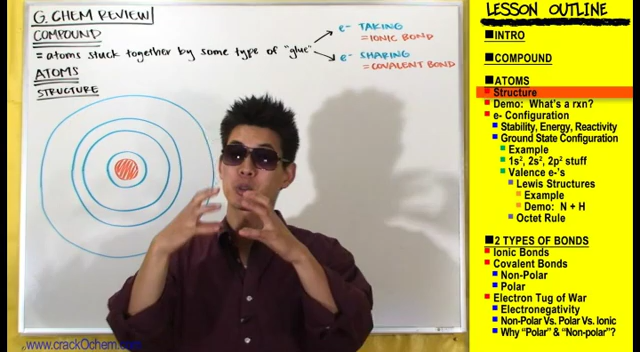 G. CHEM REVIEW
COMPOUND
= atoms stuck together by some type of "glue"
e- TAKING
= IONIC BOND
e- SHARING
= COVALENT BOND
ATOMS
STRUCTURE
www.crackOchem.com
LESSON OUTLINE
INTRO
COMPOUND
ATOMS
Structure
Demo: What's a rxn?
e- Configuration
Stability, Energy, Reactivity
Ground State Configuration
Example
1s², 2s², 2p² stuff
Valence e-'s
Lewis Structures
Example
Demo: N + H
Octet Rule
2 TYPES OF BONDS
Ionic Bonds
Covalent Bonds
Non-Polar
Polar
Electron Tug of War
Electronegativity
Non-Polar Vs. Polar Vs. Ionic
Why "Polar" & "Non-polar"?